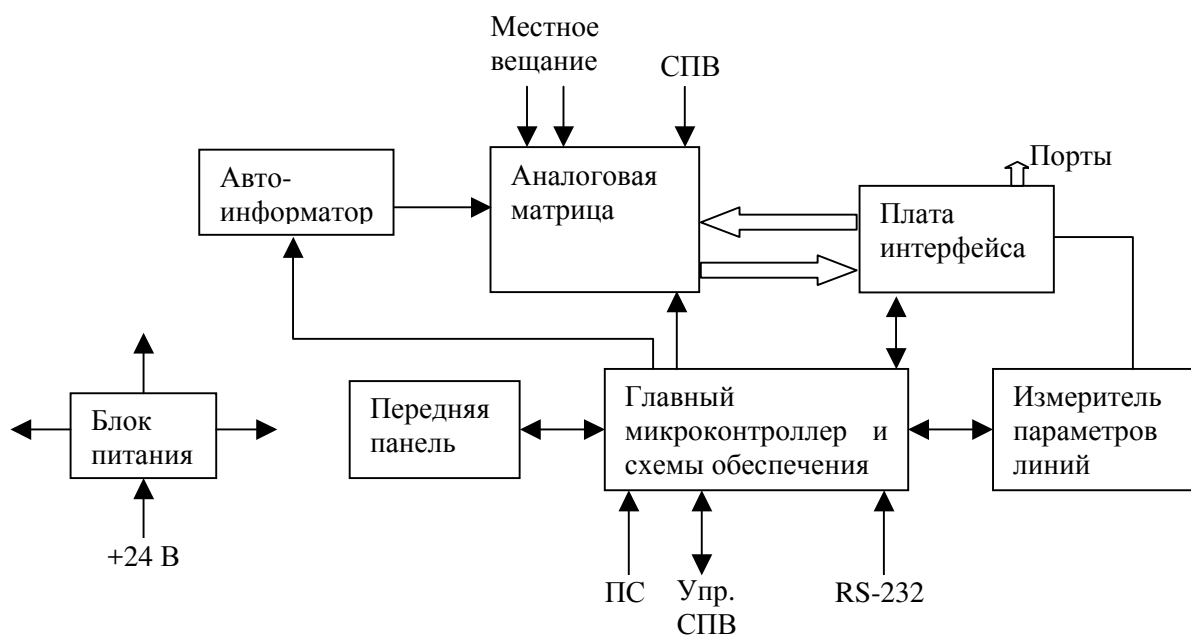 Местное
вещание
СПВ
Порты
Авто-
информатор
Аналоговая
матрица
Плата
интерфейса
Блок
питания
+24 В
Передняя
панель
Главный
микроконтроллер и
схемы обеспечения
Измеритель
параметров
линий
ПС
Упр.
СПВ
RS-232